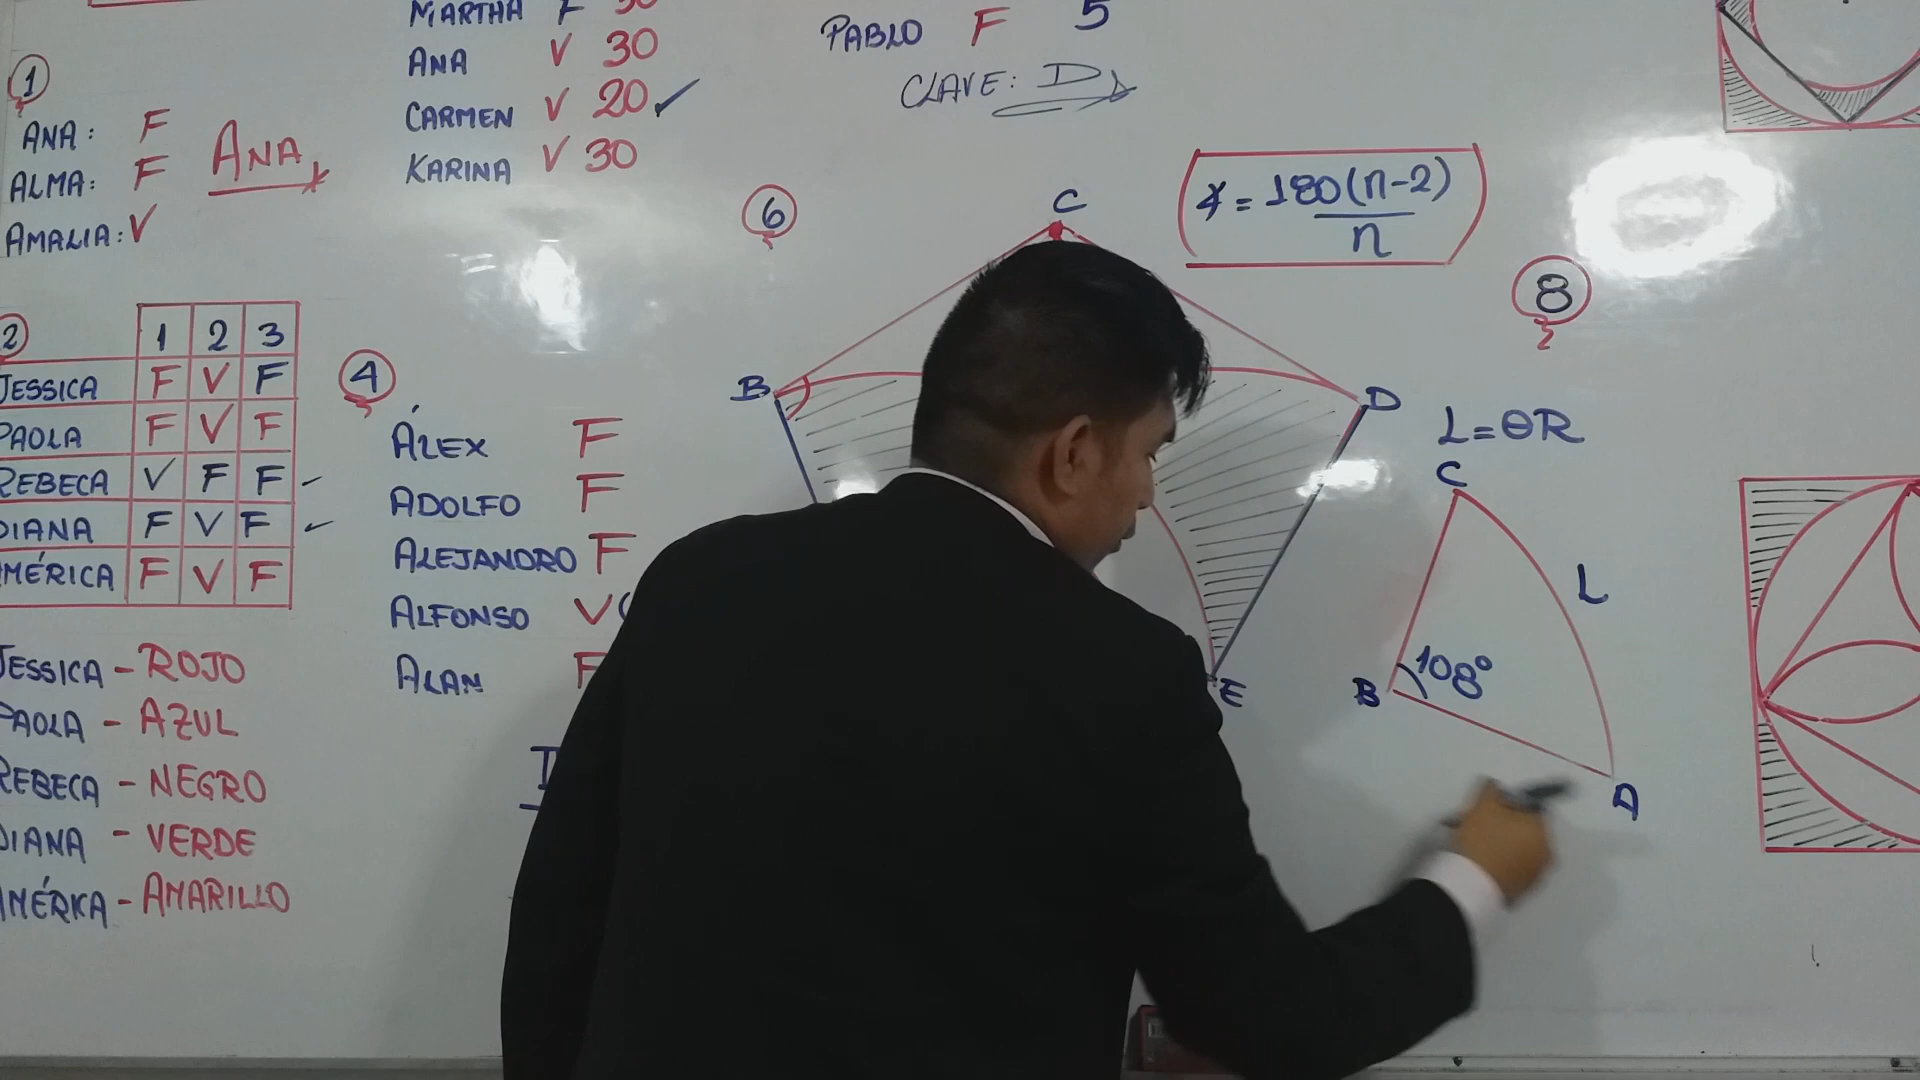 MARTHA F 30
ANA V 30
CARMEN V 20
KARINA V 30
PABLO F 5
CLAVE: D
1
ANA: F
ALMA: F
AMALIA: V
ANA
2
1 2 3
JESSICA F V F
PAOLA F V F
REBECA V F F
DIANA F V F
AMÉRICA F V F
JESSICA - ROJO
PAOLA - AZUL
REBECA - NEGRO
DIANA - VERDE
AMÉRICA - AMARILLO
4
ÁLEX F
ADOLFO F
ALEJANDRO F
ALFONSO V
ALAN F
6
C
B
D
E
∡ = 180(n-2)
n
8
L=θR
C
L
108°
B
A